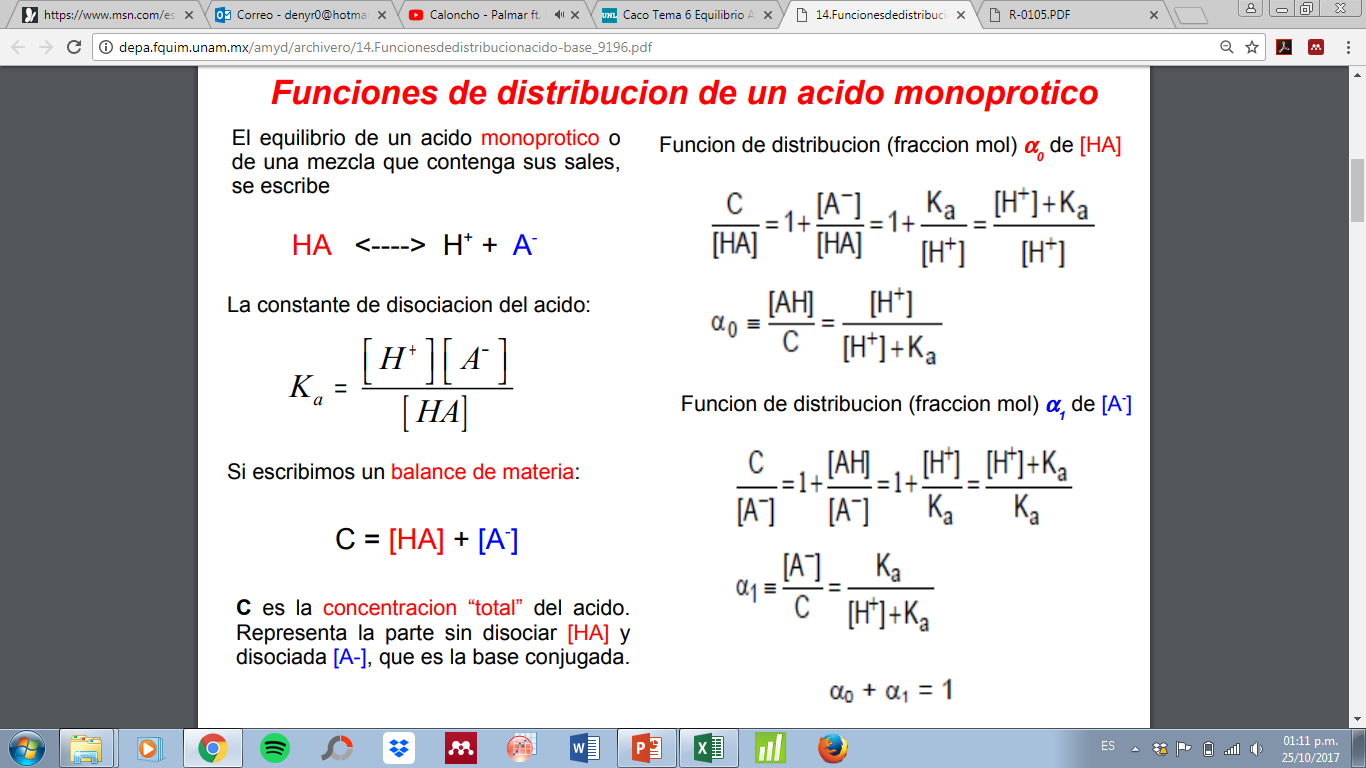 https://www.msn.com/es
Correo - denyr0@hotma
Caloncho - Palmar ft.
Caco Tema 6 Equilibrio A
14.Funcionesdedistribuci
R-0105.PDF
depa.fquim.unam.mx/amyd/archivero/14.Funcionesdedistribucionacido-base_9196.pdf
Funciones de distribucion de un acido monoprotico
El equilibrio de un acido monoprotico o
de una mezcla que contenga sus sales,
se escribe
HA <----> H⁺ + A⁻
La constante de disociacion del acido:
Kₐ = [H⁺][A⁻] / [HA]
Si escribimos un balance de materia:
C = [HA] + [A⁻]
C es la concentracion “total” del acido.
Representa la parte sin disociar [HA] y
disociada [A-], que es la base conjugada.
Funcion de distribucion (fraccion mol) α₀ de [HA]
C/[HA] = 1 + [A⁻]/[HA] = 1 + Kₐ/[H⁺] = ([H⁺]+Kₐ)/[H⁺]
α₀ ≡ [AH]/C = [H⁺]/([H⁺]+Kₐ)
Funcion de distribucion (fraccion mol) α₁ de [A⁻]
C/[A⁻] = 1 + [AH]/[A⁻] = 1 + [H⁺]/Kₐ = ([H⁺]+Kₐ)/Kₐ
α₁ ≡ [A⁻]/C = Kₐ/([H⁺]+Kₐ)
α₀ + α₁ = 1
ES
01:11 p.m.
25/10/2017